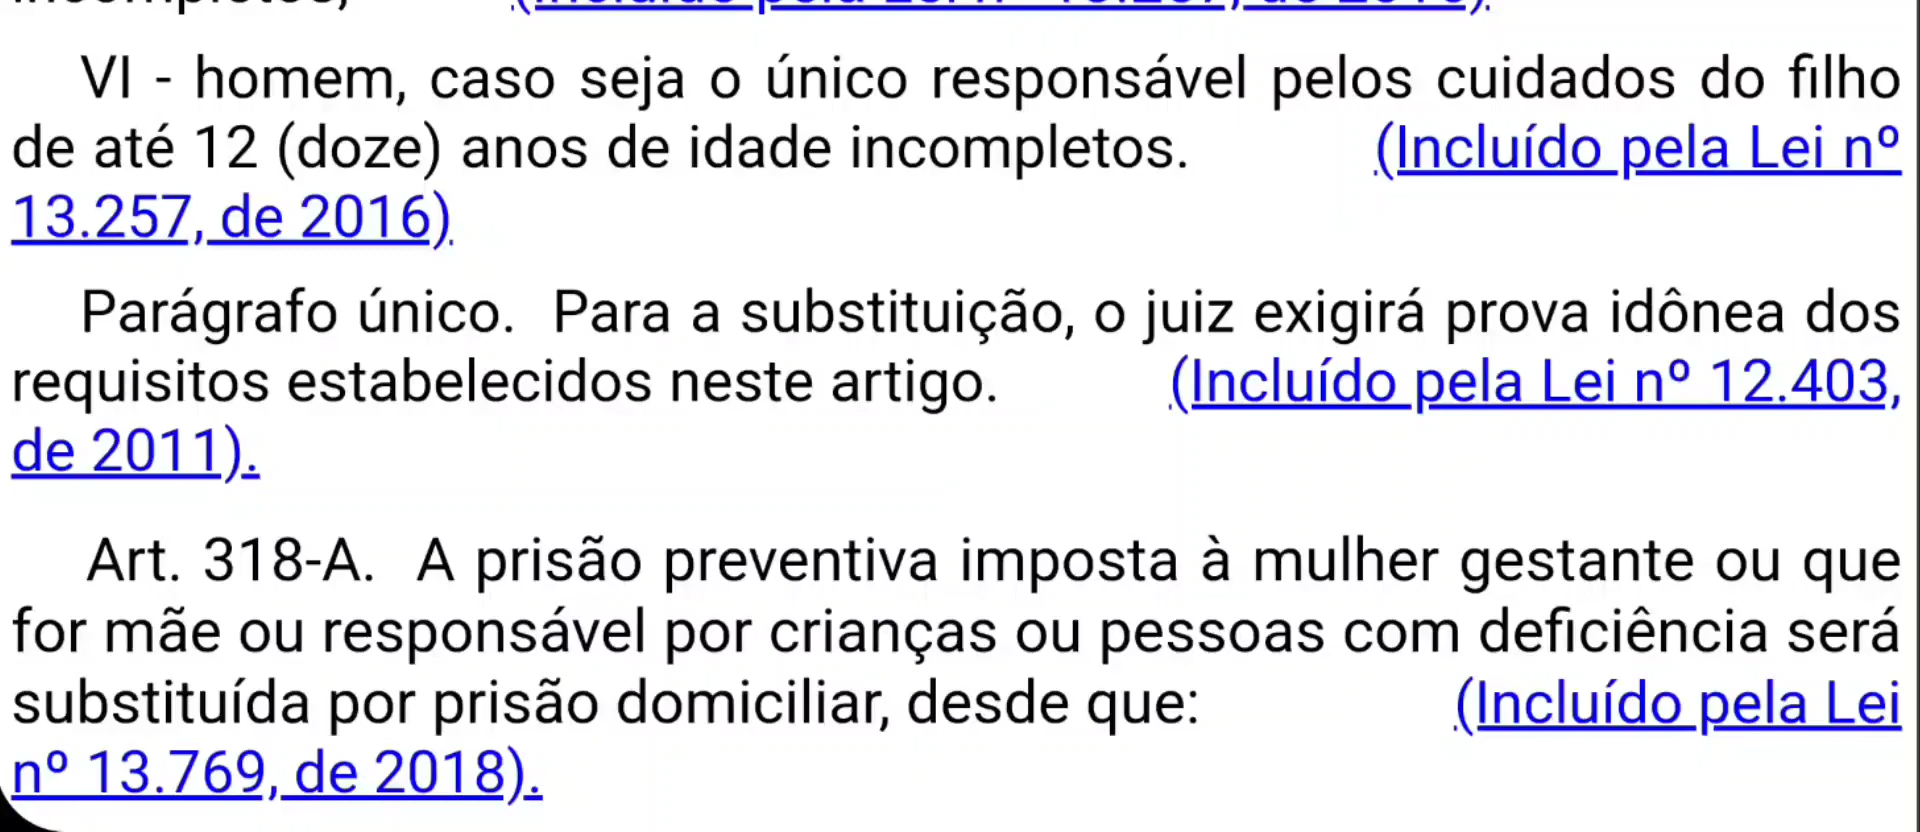 VI - homem, caso seja o único responsável pelos cuidados do filho
de até 12 (doze) anos de idade incompletos. (Incluído pela Lei nº
13.257, de 2016)
Parágrafo único. Para a substituição, o juiz exigirá prova idônea dos
requisitos estabelecidos neste artigo. (Incluído pela Lei nº 12.403,
de 2011).
Art. 318-A. A prisão preventiva imposta à mulher gestante ou que
for mãe ou responsável por crianças ou pessoas com deficiência será
substituída por prisão domiciliar, desde que: (Incluído pela Lei
nº 13.769, de 2018).